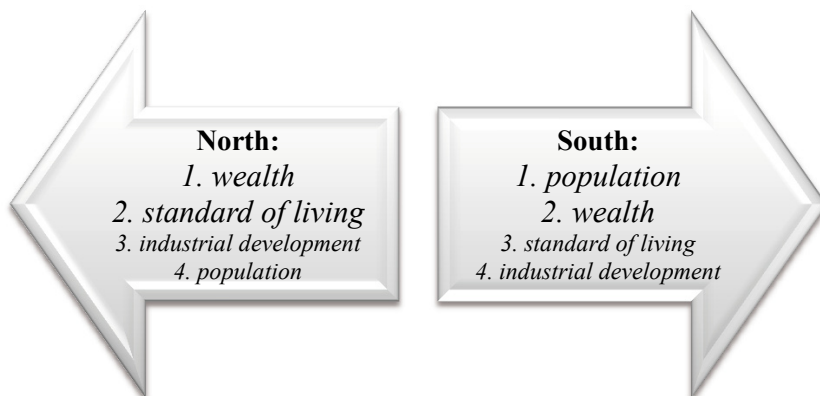 North:
1. wealth
2. standard of living
3. industrial development
4. population
South:
1. population
2. wealth
3. standard of living
4. industrial development